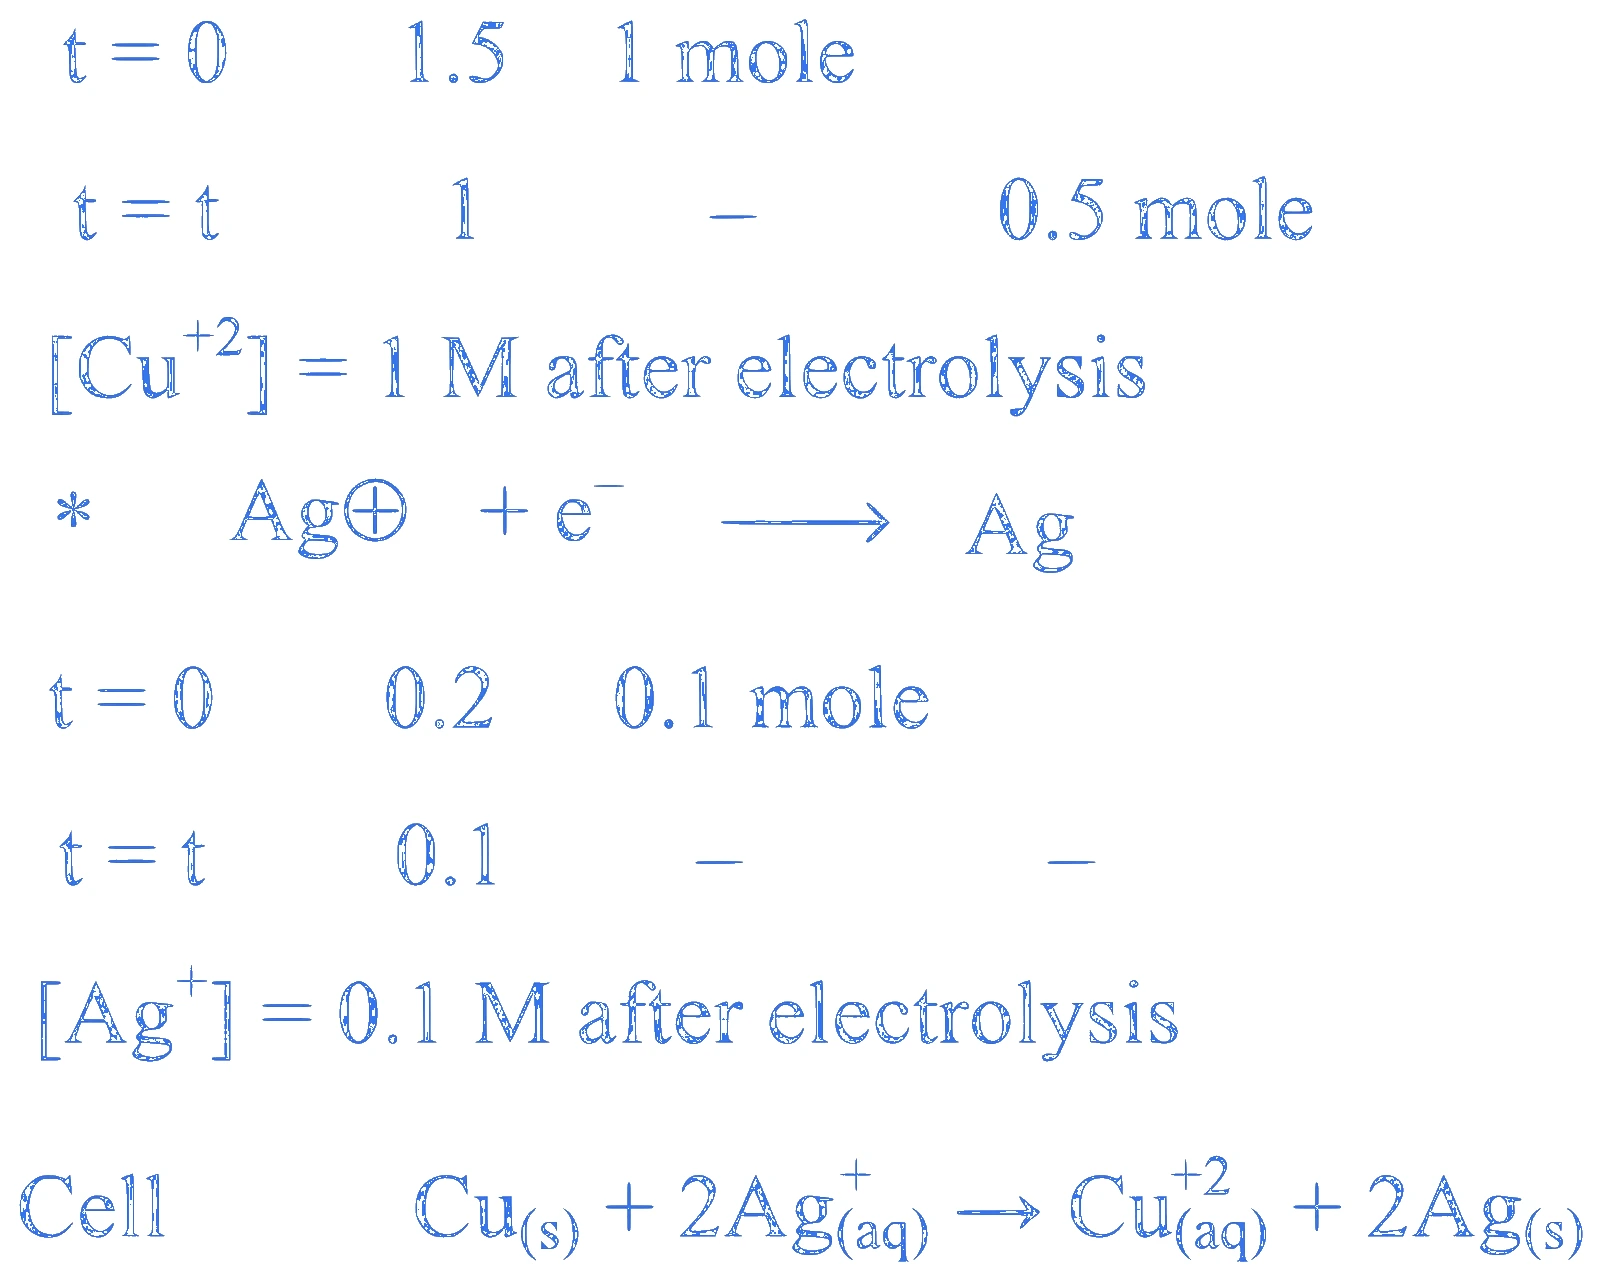 t = 0 1.5 1 mole
t = t 1 – 0.5 mole
[Cu⁺²] = 1 M after electrolysis
* Ag⊕ + e⁻ ⟶ Ag
t = 0 0.2 0.1 mole
t = t 0.1 – –
[Ag⁺] = 0.1 M after electrolysis
Cell Cu(s) + 2Ag⁺(aq) → Cu⁺²(aq) + 2Ag(s)